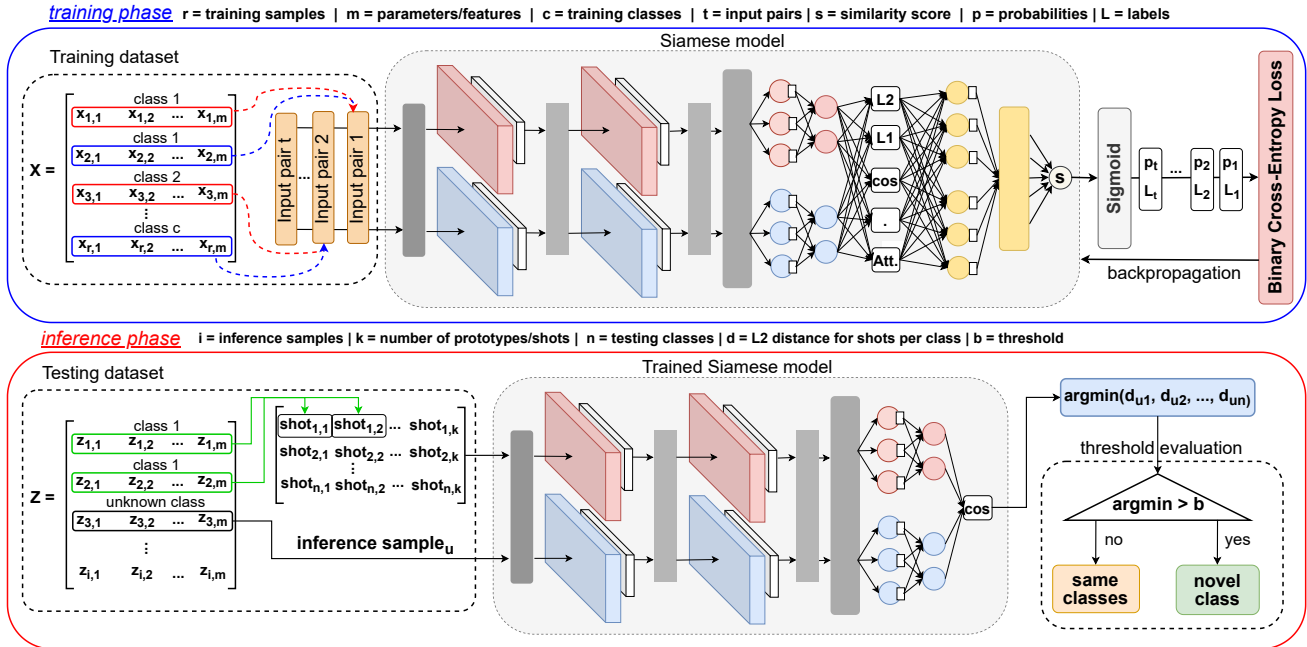 training phase r = training samples | m = parameters/features | c = training classes | t = input pairs | s = similarity score | p = probabilities | L = labels
Training dataset
Siamese model
X =
class 1
x1,1 x1,2 ... x1,m
class 1
x2,1 x2,2 ... x2,m
class 2
x3,1 x3,2 ... x3,m
⋮
class c
xr,1 xr,2 ... xr,m
Input pair t
...
Input pair 2
Input pair 1
L2
L1
cos
.
Att.
s
Sigmoid
pt ... p2 p1
Lt L2 L1
Binary Cross-Entropy Loss
backpropagation
inference phase i = inference samples | k = number of prototypes/shots | n = testing classes | d = L2 distance for shots per class | b = threshold
Testing dataset
Trained Siamese model
Z =
class 1
z1,1 z1,2 ... z1,m
class 1
z2,1 z2,2 ... z2,m
unknown class
z3,1 z3,2 ... z3,m
⋮
zi,1 zi,2 ... zi,m
shot1,1 shot1,2 ... shot1,k
shot2,1 shot2,2 ... shot2,k
⋮
shotn,1 shotn,2 ... shotn,k
inference sampleu
cos
argmin(du1, du2, ..., dun)
threshold evaluation
argmin > b
no
yes
same
classes
novel
class